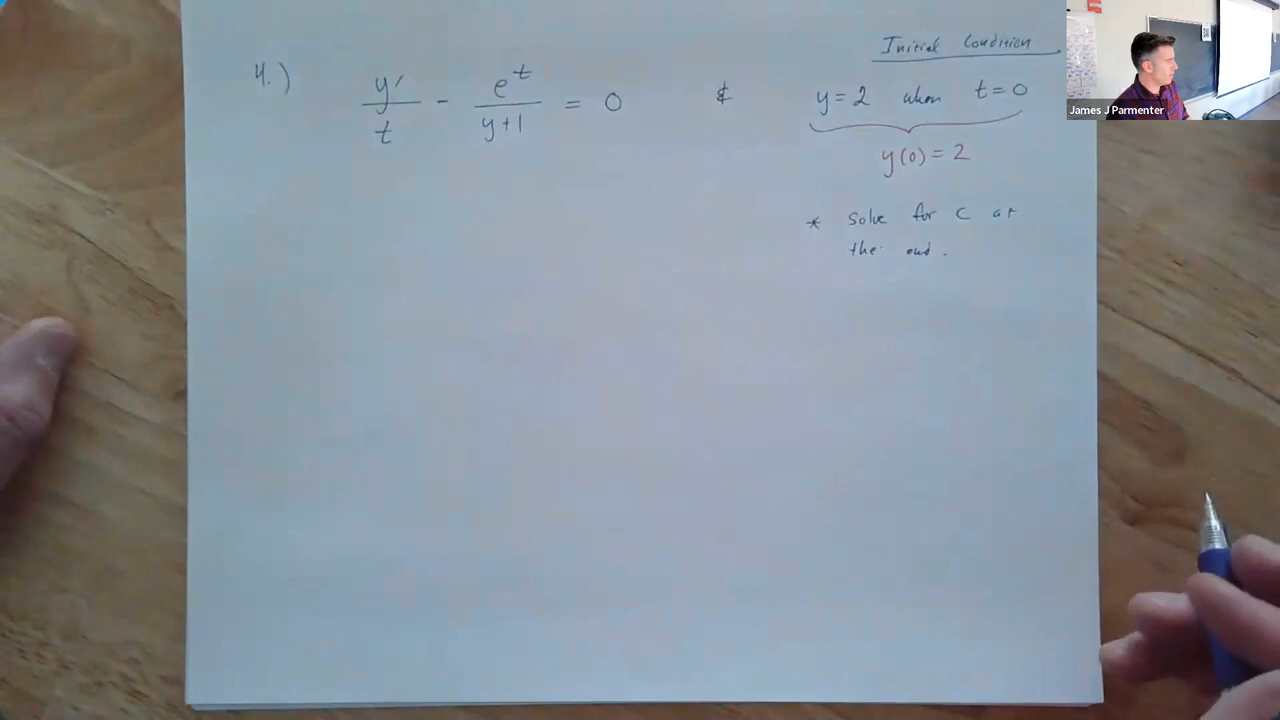 Initial Condition
4.) y'/t - e^t/(y+1) = 0 & y=2 when t=0
y(0)=2
* Solve for C at
the end.
James J Parmenter